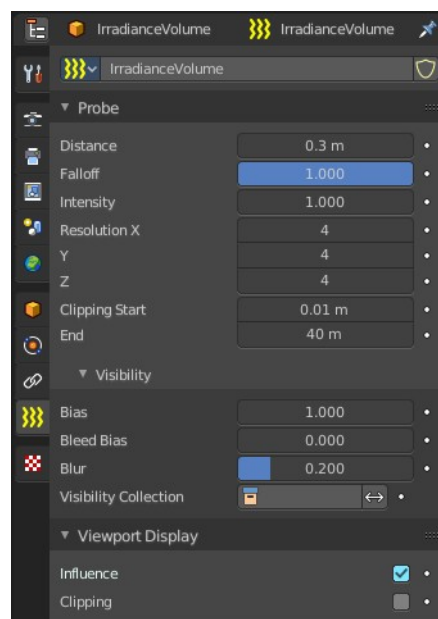 IrradianceVolume IrradianceVolume
IrradianceVolume
Probe
Distance 0.3 m
Falloff 1.000
Intensity 1.000
Resolution X 4
Y 4
Z 4
Clipping Start 0.01 m
End 40 m
Visibility
Bias 1.000
Bleed Bias 0.000
Blur 0.200
Visibility Collection
Viewport Display
Influence
Clipping